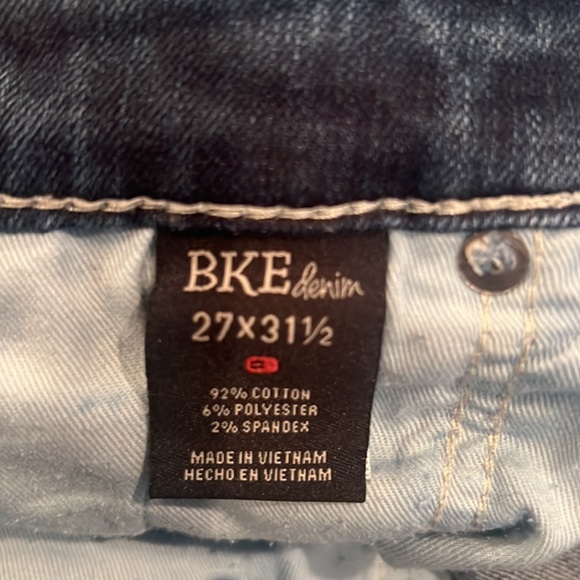 BKE denim
27X31½
92% COTTON
6% POLYESTER
2% SPANDEX
MADE IN VIETNAM
HECHO EN VIETNAM